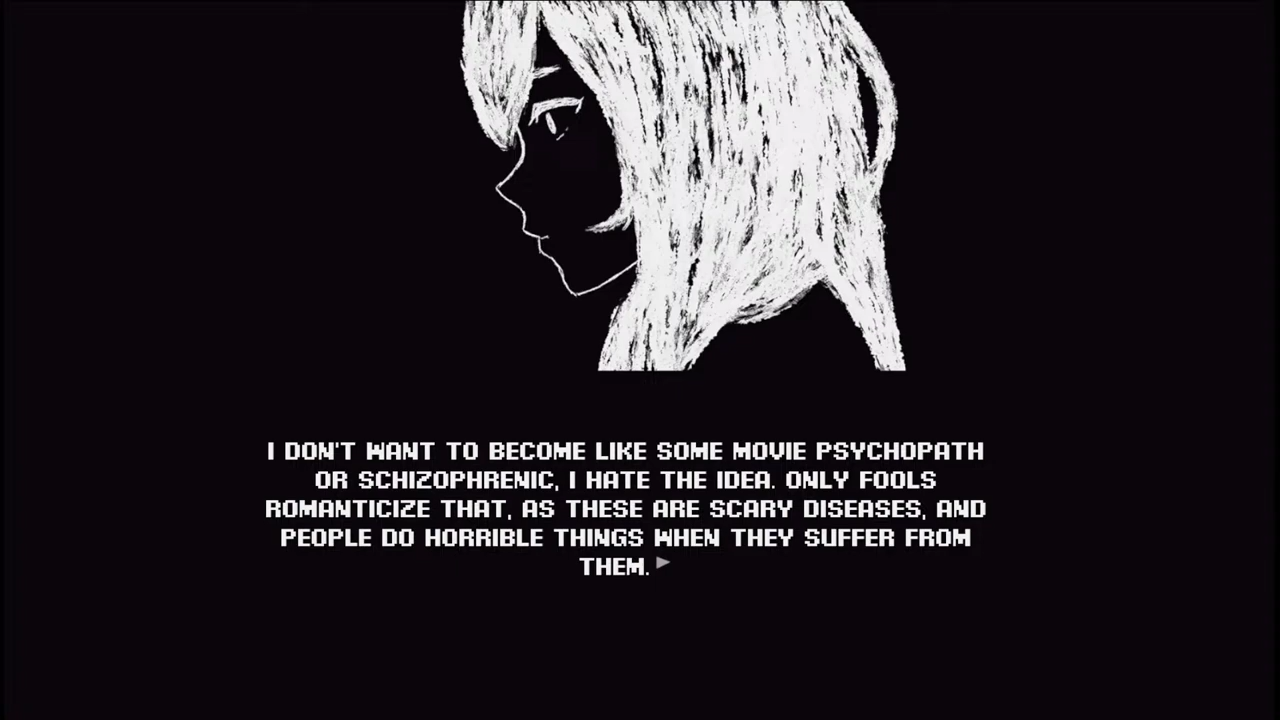 I DON'T WANT TO BECOME LIKE SOME MOVIE PSYCHOPATH
OR SCHIZOPHRENIC, I HATE THE IDEA. ONLY FOOLS
ROMANTICIZE THAT, AS THESE ARE SCARY DISEASES, AND
PEOPLE DO HORRIBLE THINGS WHEN THEY SUFFER FROM
THEM.